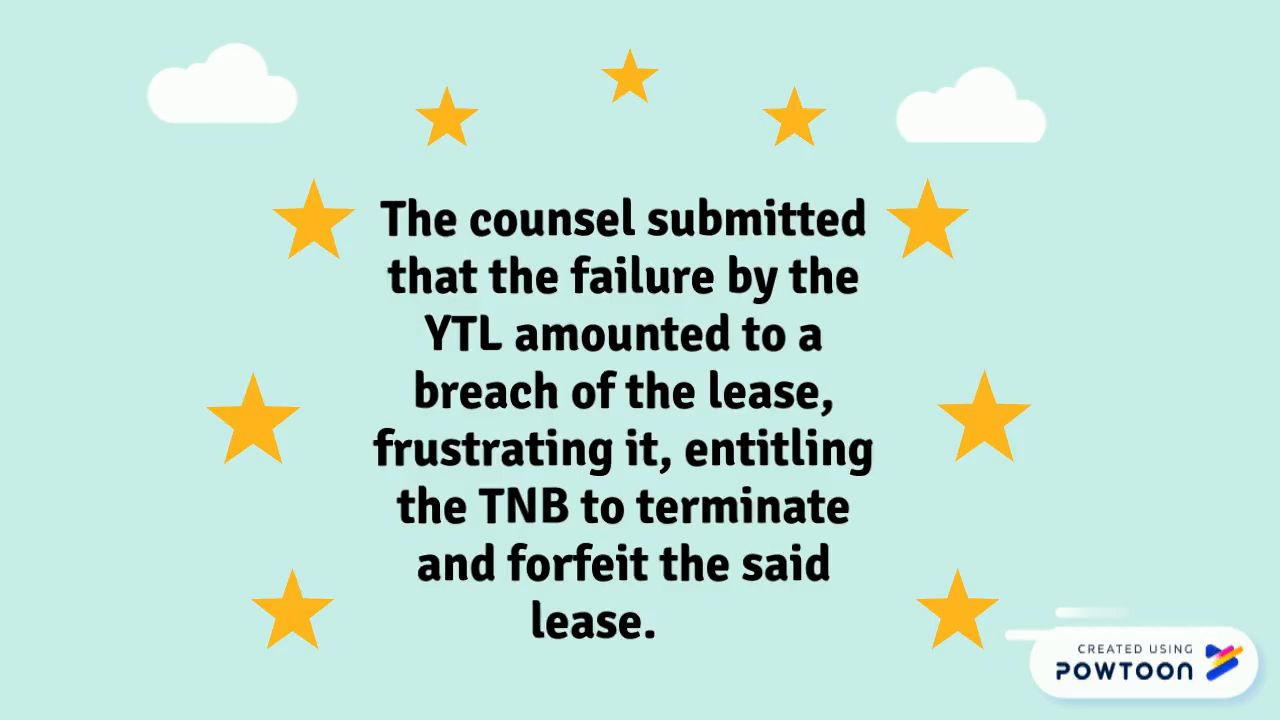 The counsel submitted
that the failure by the
YTL amounted to a
breach of the lease,
frustrating it, entitling
the TNB to terminate
and forfeit the said
lease.
CREATED USING
POWTOON